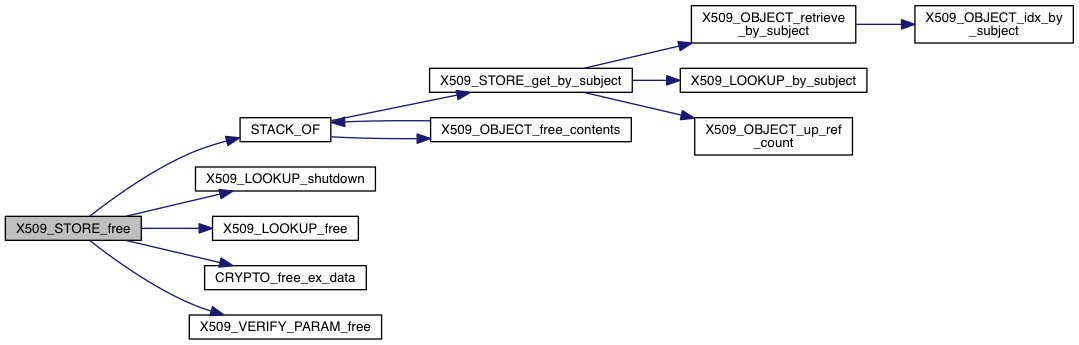 X509_OBJECT_retrieve
_by_subject
X509_OBJECT_idx_by
_subject
X509_STORE_get_by_subject
X509_LOOKUP_by_subject
STACK_OF
X509_OBJECT_free_contents
X509_OBJECT_up_ref
_count
X509_LOOKUP_shutdown
X509_STORE_free
X509_LOOKUP_free
CRYPTO_free_ex_data
X509_VERIFY_PARAM_free